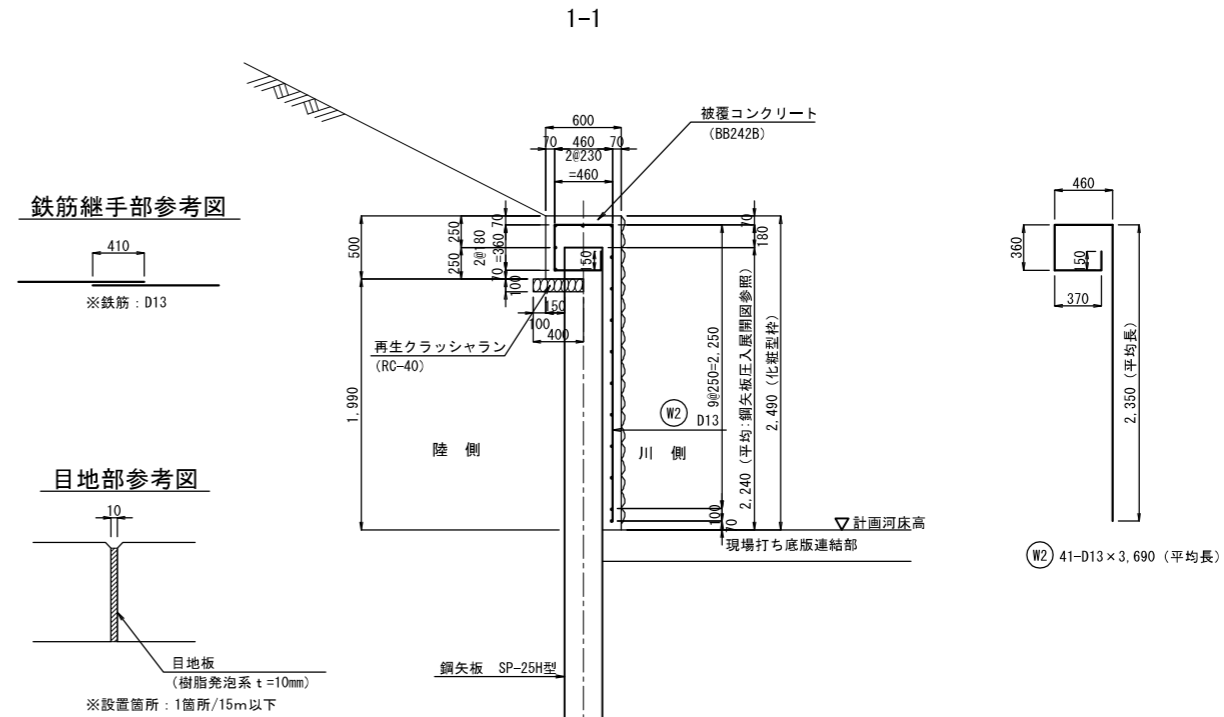 1-1
被覆コンクリート
(BB242B)
600
70 460 70
2@230
=460
500
250 250
70
2@180
=360
70
100
150
150
100
400
再生クラッシャラン
(RC-40)
1,990
陸 側
川 側
W2 D13
9@250=2,250
100
70
70
180
2,240 (平均:鋼矢板圧入展開図参照)
2,490 (化粧型枠)
計画河床高
現場打ち底版連結部
鋼矢板 SP-25H型
鉄筋継手部参考図
410
※鉄筋:D13
目地部参考図
10
目地板
(樹脂発泡系 t=10mm)
※設置箇所:1箇所/15m以下
460
360
150
370
2,350 (平均長)
W2 41-D13×3,690 (平均長)